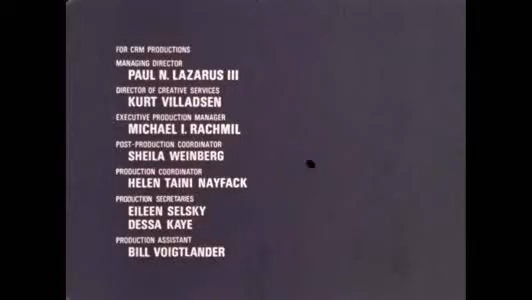 FOR CRM PRODUCTIONS
MANAGING DIRECTOR
PAUL N. LAZARUS III
DIRECTOR OF CREATIVE SERVICES
KURT VILLADSEN
EXECUTIVE PRODUCTION MANAGER
MICHAEL I. RACHMIL
POST-PRODUCTION COORDINATOR
SHEILA WEINBERG
PRODUCTION COORDINATOR
HELEN TAINI NAYFACK
PRODUCTION SECRETARIES
EILEEN SELSKY
DESSA KAYE
PRODUCTION ASSISTANT
BILL VOIGTLANDER